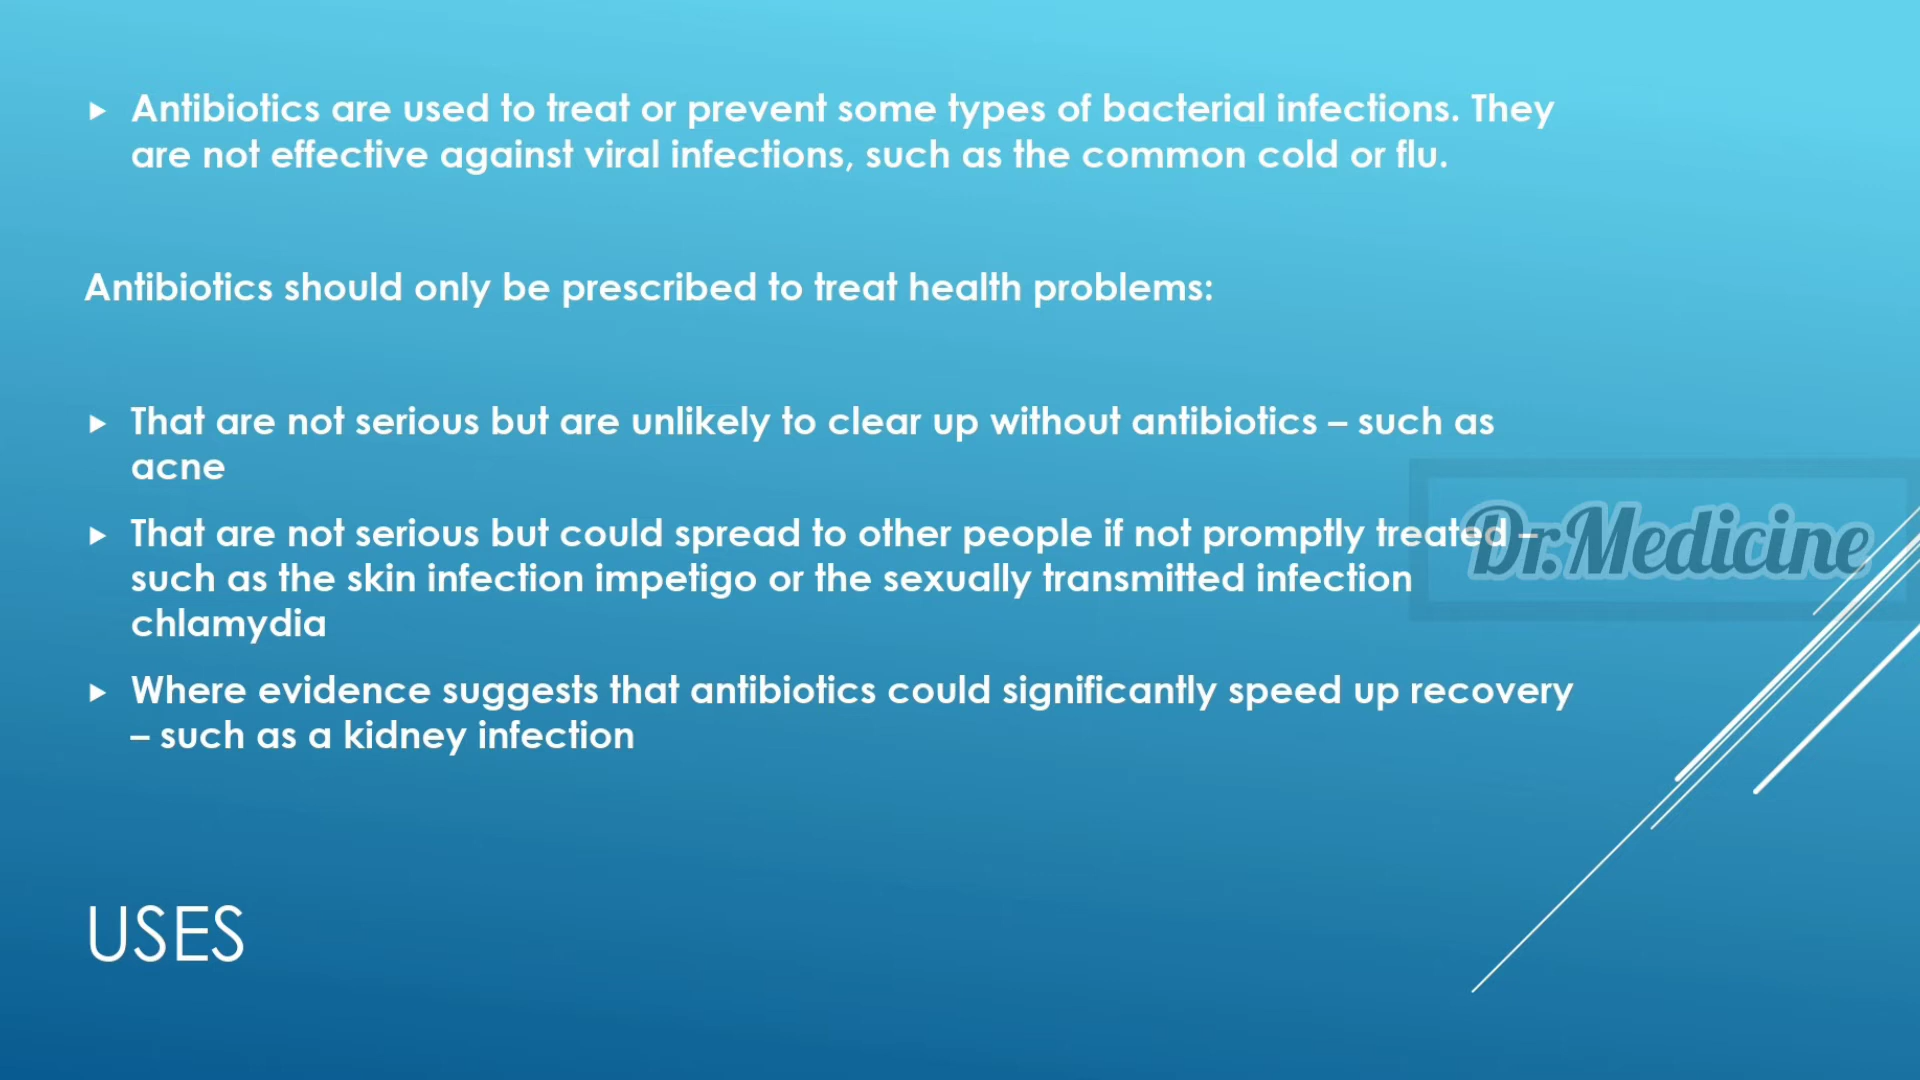 Antibiotics are used to treat or prevent some types of bacterial infections. They
are not effective against viral infections, such as the common cold or flu.
Antibiotics should only be prescribed to treat health problems:
That are not serious but are unlikely to clear up without antibiotics – such as
acne
That are not serious but could spread to other people if not promptly treated –
such as the skin infection impetigo or the sexually transmitted infection
chlamydia
Where evidence suggests that antibiotics could significantly speed up recovery
– such as a kidney infection
Dr.Medicine
USES